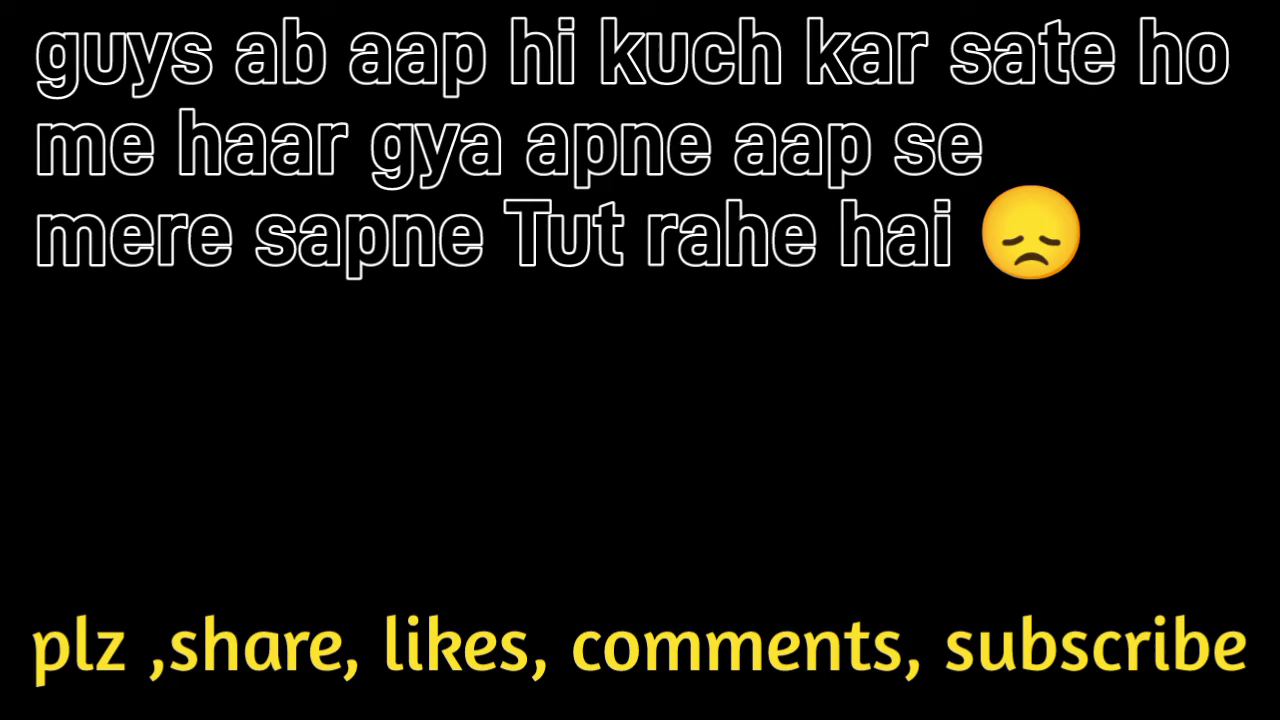 guys ab aap hi kuch kar sate ho
me haar gya apne aap se
mere sapne Tut rahe hai 😞
plz ,share, likes, comments, subscribe